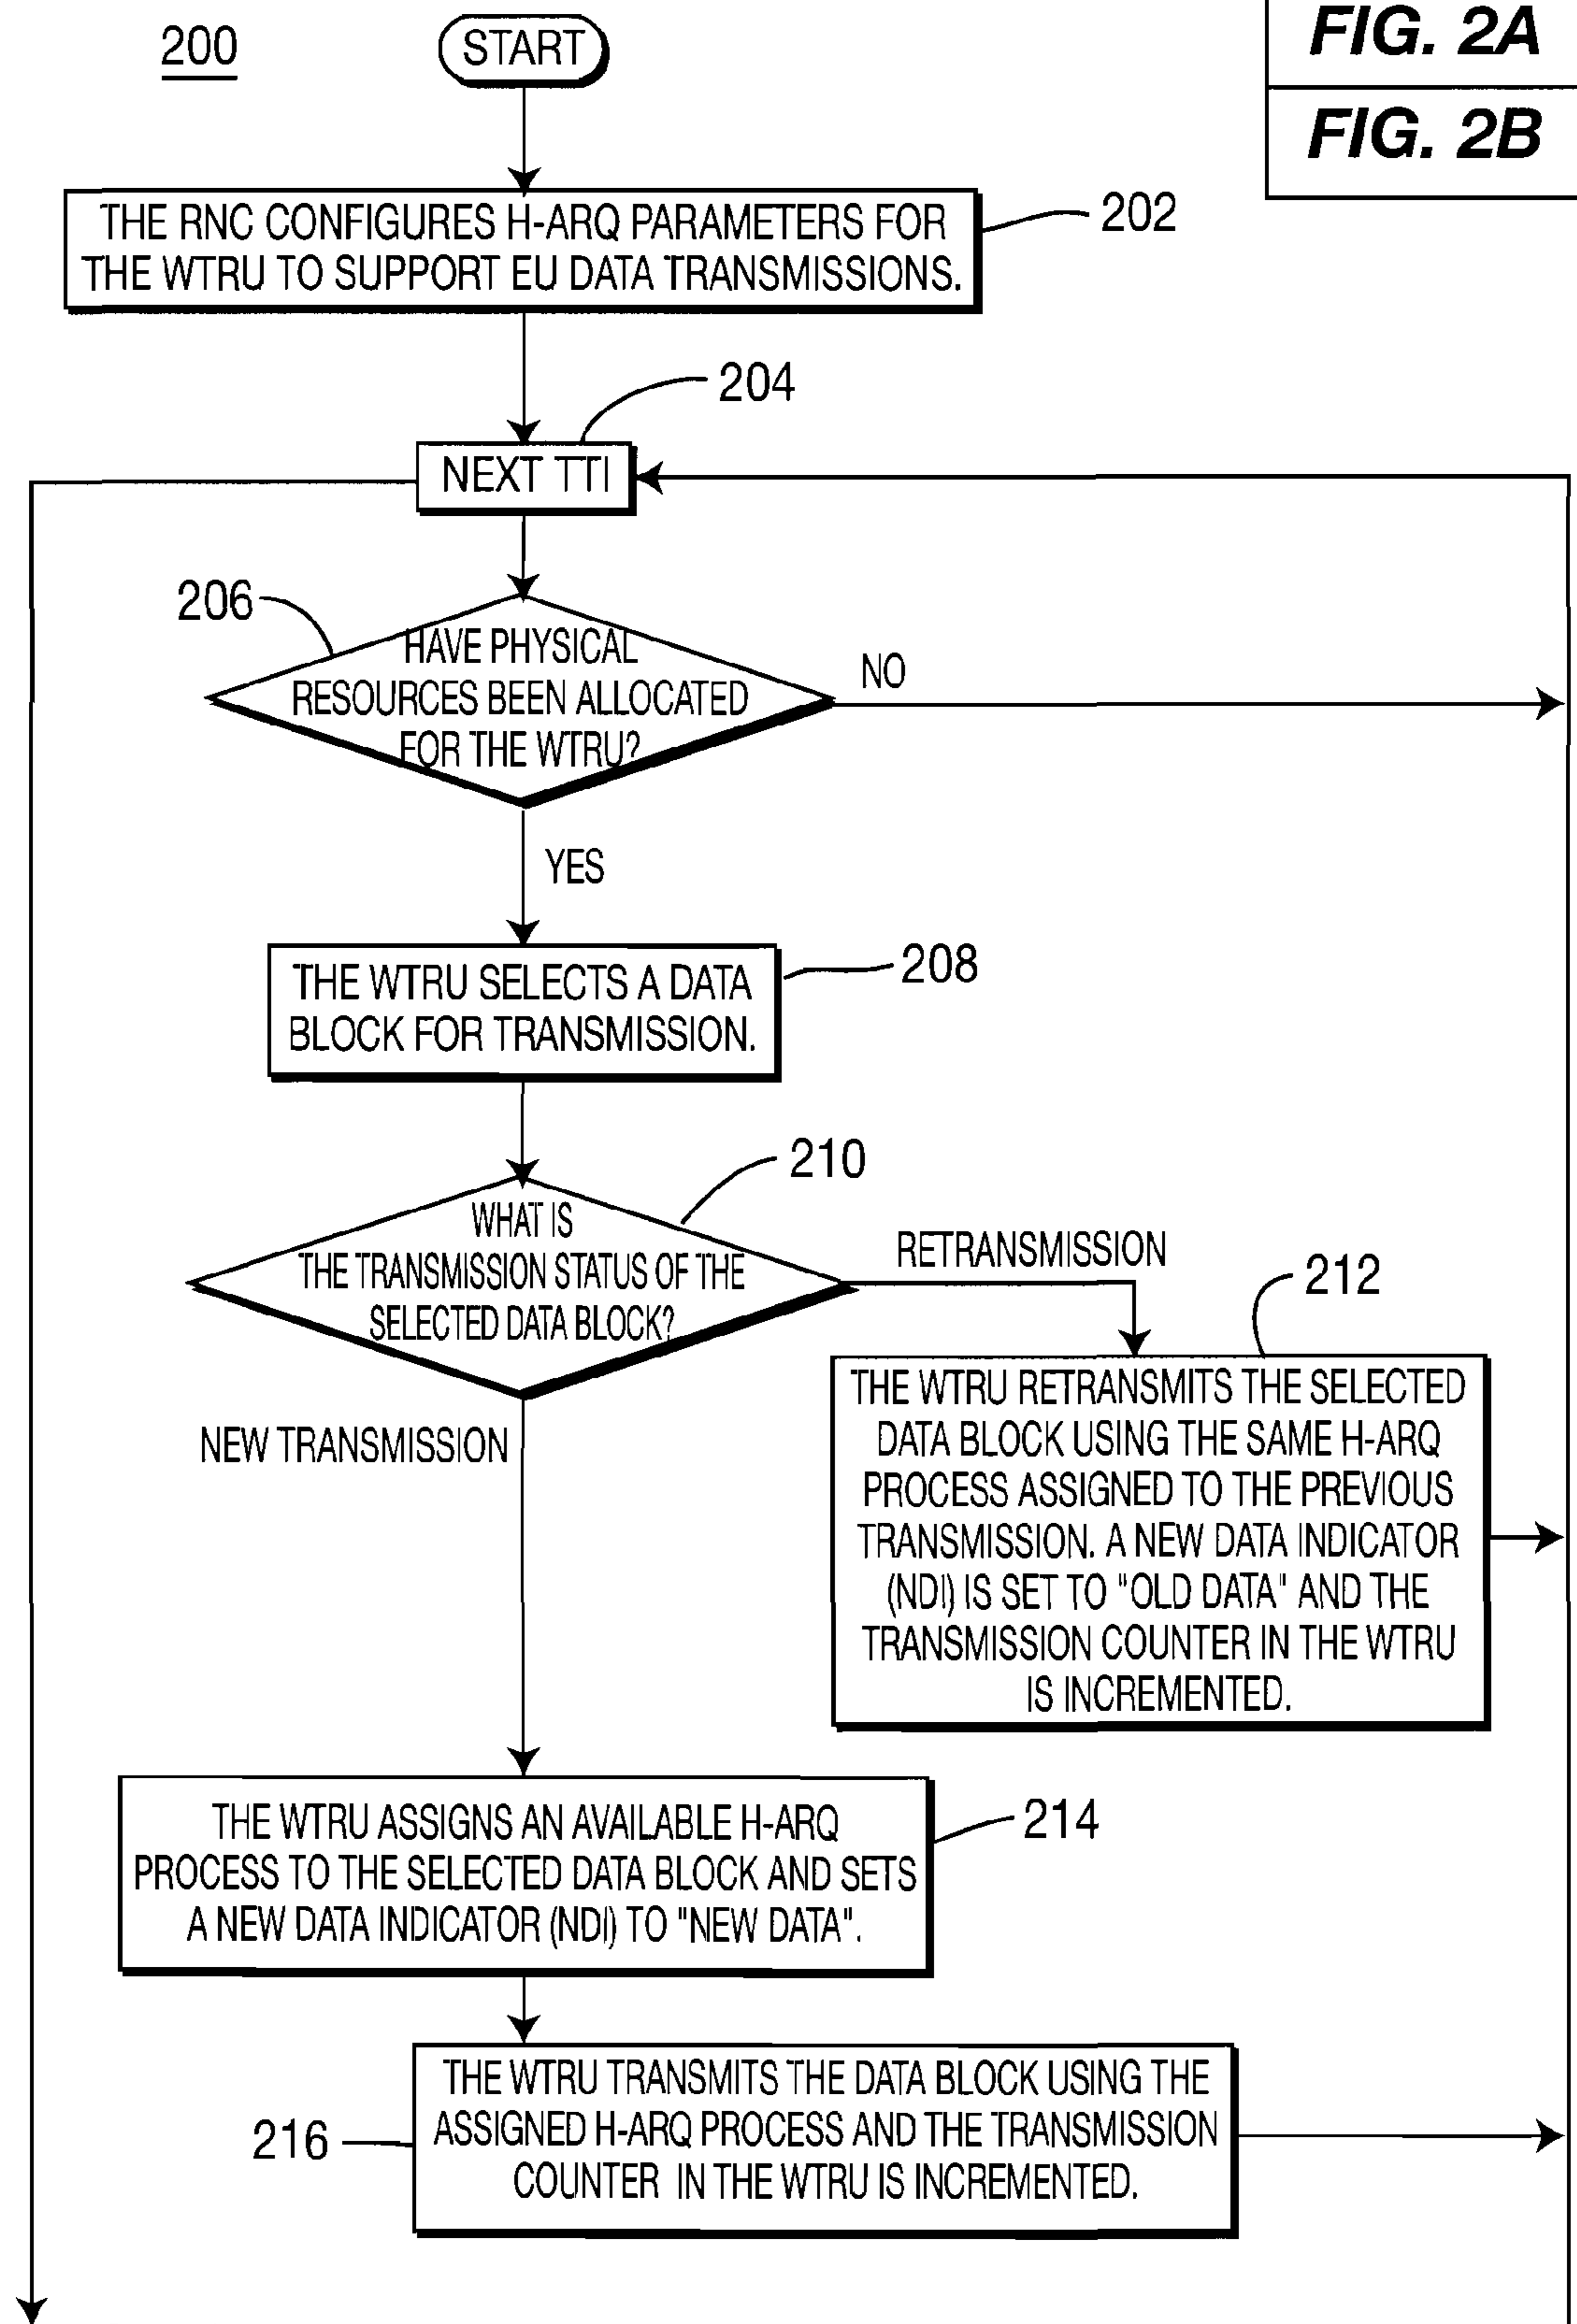 200
START
FIG. 2A
FIG. 2B
THE RNC CONFIGURES H-ARQ PARAMETERS FOR
THE WTRU TO SUPPORT EU DATA TRANSMISSIONS.
202
204
NEXT TTI
206
HAVE PHYSICAL
RESOURCES BEEN ALLOCATED
FOR THE WTRU?
NO
YES
THE WTRU SELECTS A DATA
BLOCK FOR TRANSMISSION.
208
210
WHAT IS
THE TRANSMISSION STATUS OF THE
SELECTED DATA BLOCK?
RETRANSMISSION
212
THE WTRU RETRANSMITS THE SELECTED
DATA BLOCK USING THE SAME H-ARQ
PROCESS ASSIGNED TO THE PREVIOUS
TRANSMISSION. A NEW DATA INDICATOR
(NDI) IS SET TO "OLD DATA" AND THE
TRANSMISSION COUNTER IN THE WTRU
IS INCREMENTED.
NEW TRANSMISSION
THE WTRU ASSIGNS AN AVAILABLE H-ARQ
PROCESS TO THE SELECTED DATA BLOCK AND SETS
A NEW DATA INDICATOR (NDI) TO "NEW DATA".
214
THE WTRU TRANSMITS THE DATA BLOCK USING THE
ASSIGNED H-ARQ PROCESS AND THE TRANSMISSION
COUNTER IN THE WTRU IS INCREMENTED.
216